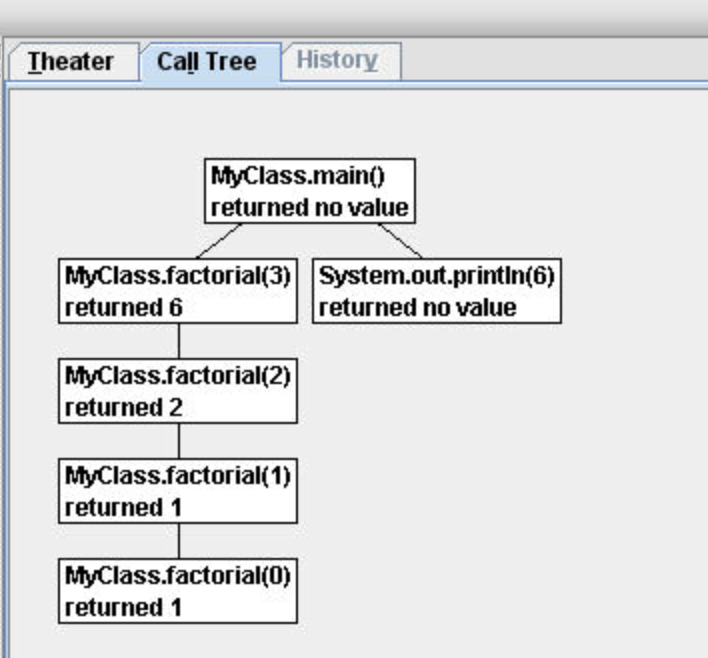 Theater Call Tree History
MyClass.main()
returned no value
MyClass.factorial(3)
returned 6
System.out.println(6)
returned no value
MyClass.factorial(2)
returned 2
MyClass.factorial(1)
returned 1
MyClass.factorial(0)
returned 1